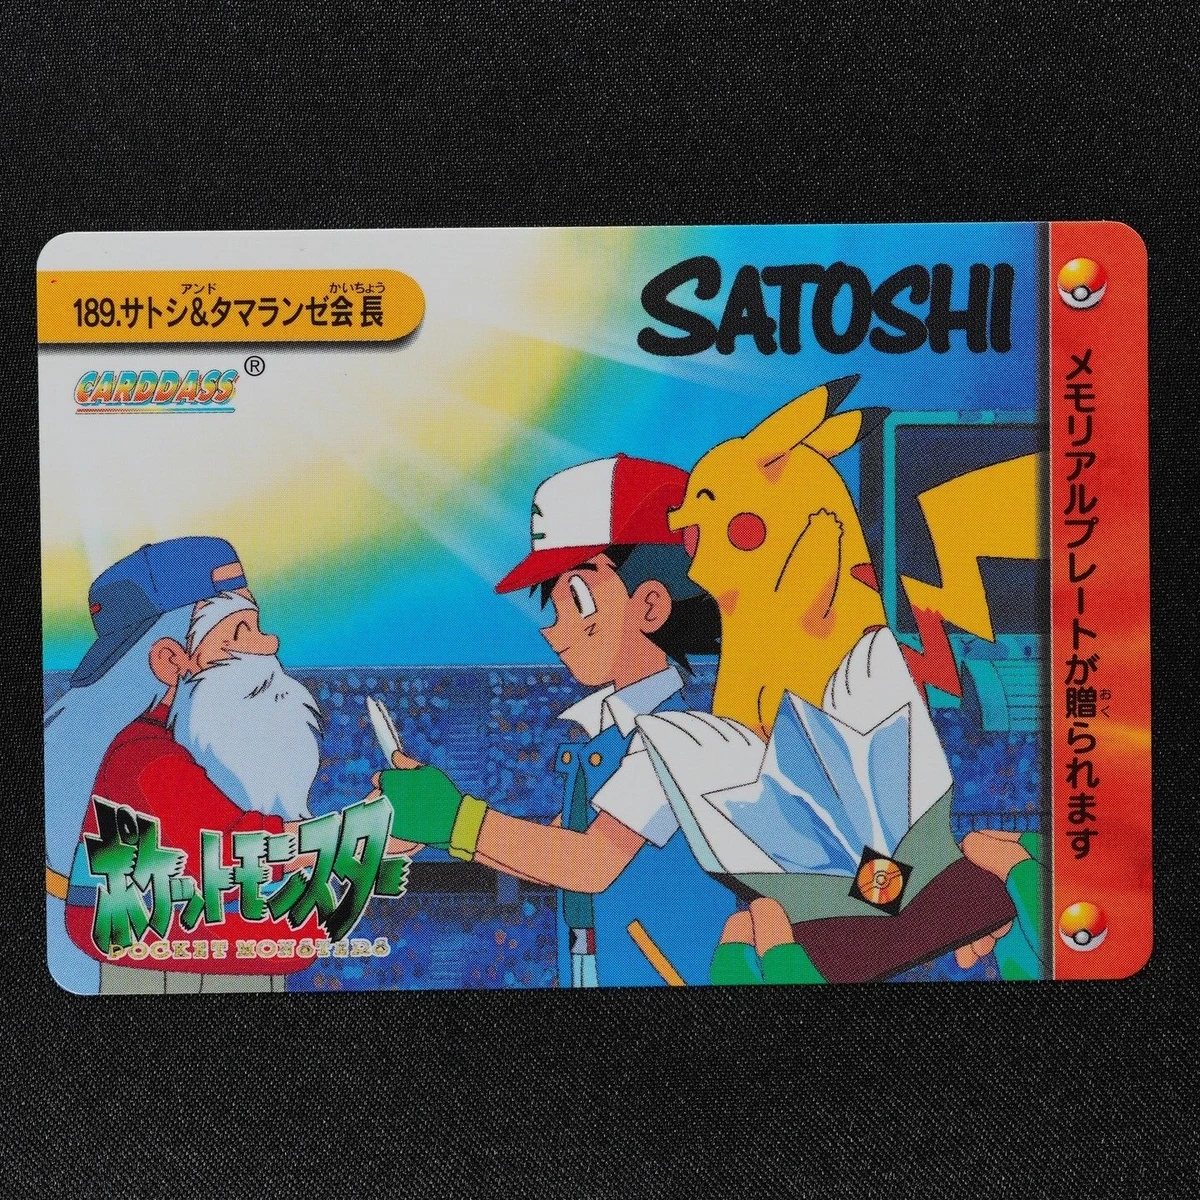 アンド かいちょう
189.サトシ&タマランゼ会長
CARDDASS®
SATOSHI
メモリアルプレートが贈られます
おく
ポケットモンスター
POCKET MONSTERS